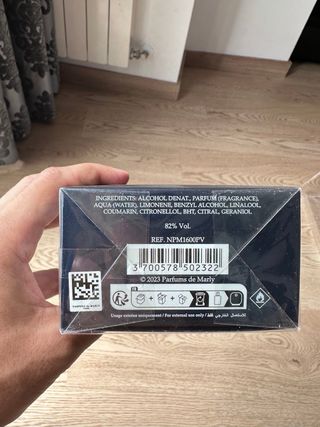 INGREDIENTS: ALCOHOL DENAT., PARFUM (FRAGRANCE),
AQUA (WATER), LIMONENE, BENZYL ALCOHOL, LINALOOL,
COUMARIN, CITRONELLOL, BHT, CITRAL, GERANIOL.
82% Vol.
REF. NPM1600PV
3 700578 502322
© 2023 Parfums de Marly
FR
Usage externe uniquement / For external use only / للاستعمال الخارجي فقط